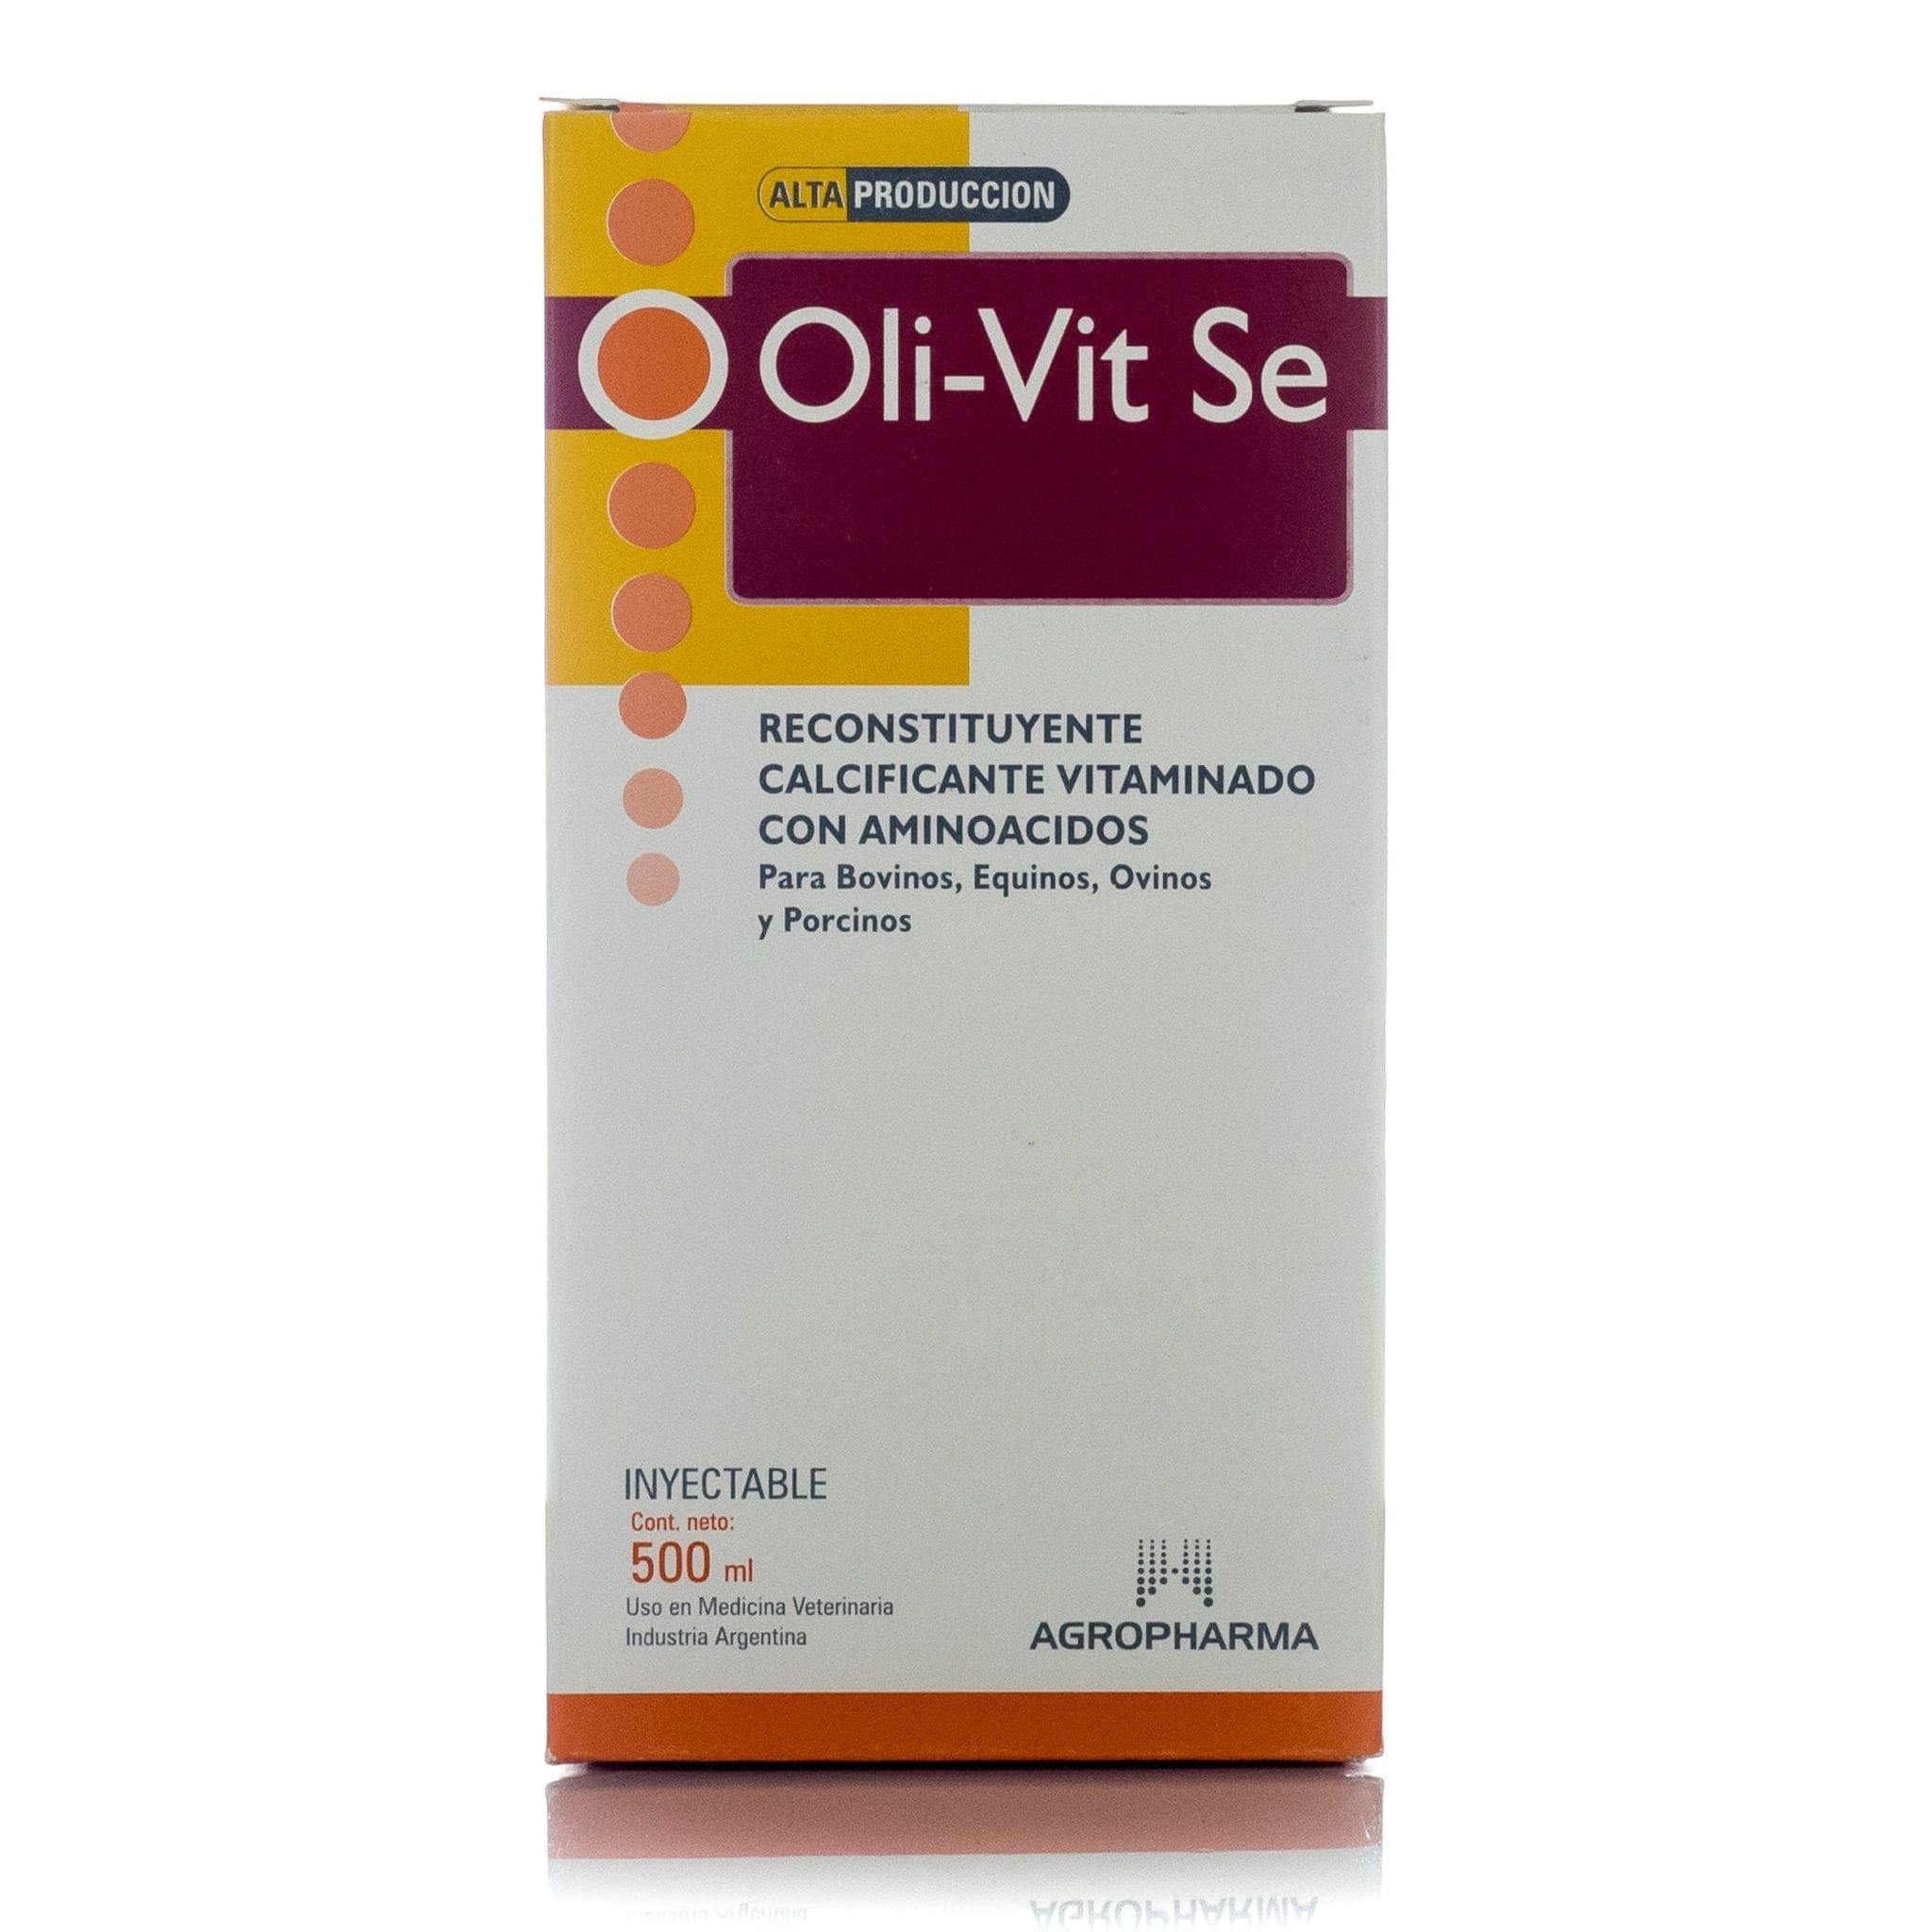 ALTA PRODUCCION
Oli-Vit Se
RECONSTITUYENTE
CALCIFICANTE VITAMINADO
CON AMINOACIDOS
Para Bovinos, Equinos, Ovinos
y Porcinos
INYECTABLE
Cont. neto:
500 ml
Uso en Medicina Veterinaria
Industria Argentina
AGROPHARMA